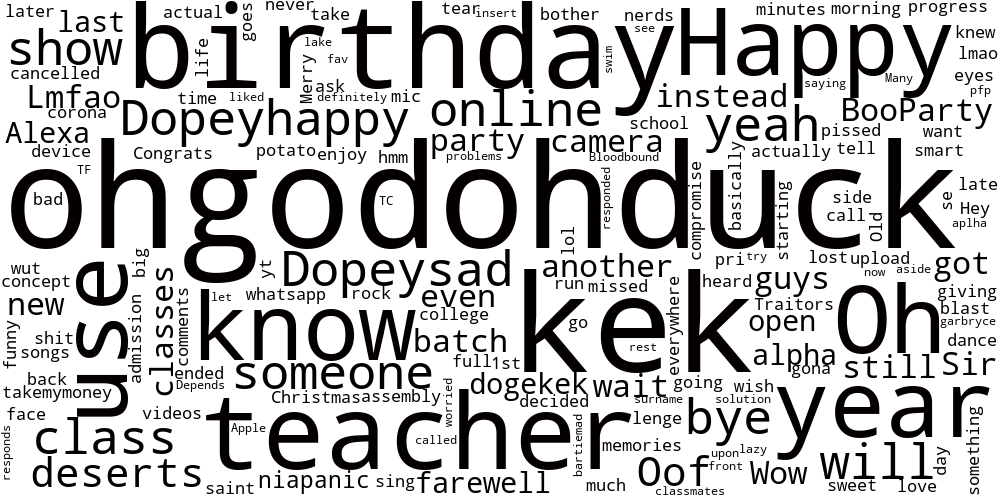 later
last
actual
goes
never
take
tear
insert
bother
nerds
see
minutes
morning
progress
show
birthday
Happy
knew
lmao
eyes
pfp
life
lake
fav
swim
saying
Many
cancelled
Lmfao
corona
time
liked
Merry
ask
definitely
mic
online
instead
BooParty
Alexa
Dopeyhappy
party
camera
school
yeah
pissed
want
device
TF
Congrats
potato
enjoy
hmm
problems
Bloodbound
actually
tell
smart
bad
ohgodohduck
TC
responded
compromise
basically
starting
side
call
Old
se
late
Hey
aplha
wut
concept
big
yt
Dopeysad
lol
another
heard
pri
try
lost
upload
now
aside
got
new
use
admission
classes
comments
let
whatsapp
rock
even
college
run
missed
everywhere
guys
Traitors
giving
blast
garbryce
funny
shit
songs
know
batch
kek
go
rest
open
Oh
dance
back
takemymoney
ended
Depends
someone
full
1st
alpha
gona
still
Sir
face
videos
Christmas
assembly
worried
dogekek
decided
wait
surname
going
wish
solution
class
teacher
Apple
called
bartiemad
lenge
memories
bye
year
responds
deserts
saint
niapanic
sing
farewell
much
Oof
classmates
upon
front
lazy
Wow
will
sweet
love
day
something